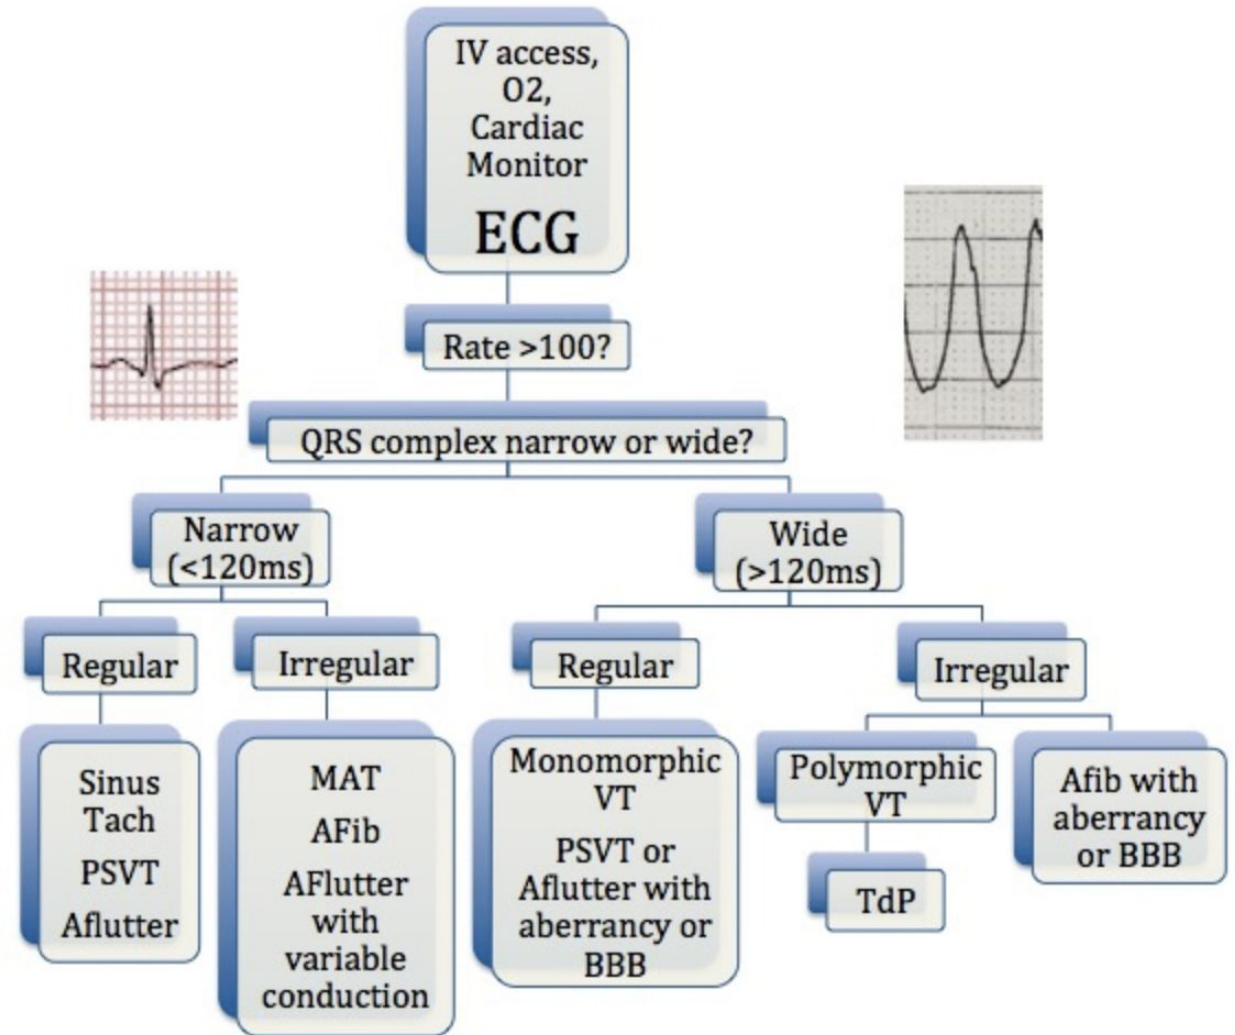 IV access,
O2,
Cardiac
Monitor
ECG
Rate >100?
QRS complex narrow or wide?
Narrow
(<120ms)
Wide
(>120ms)
Regular
Irregular
Regular
Irregular
Sinus
Tach
PSVT
Aflutter
MAT
AFib
AFlutter
with
variable
conduction
Monomorphic
VT
PSVT or
Aflutter with
aberrancy or
BBB
Polymorphic
VT
TdP
Afib with
aberrancy
or BBB